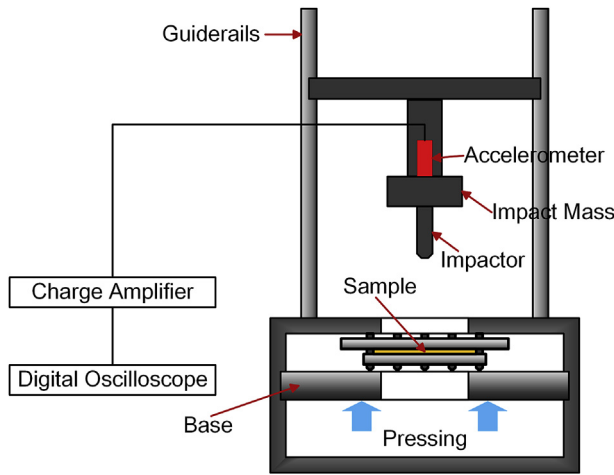 Guiderails
Accelerometer
Impact Mass
Impactor
Sample
Charge Amplifier
Digital Oscilloscope
Base
Pressing